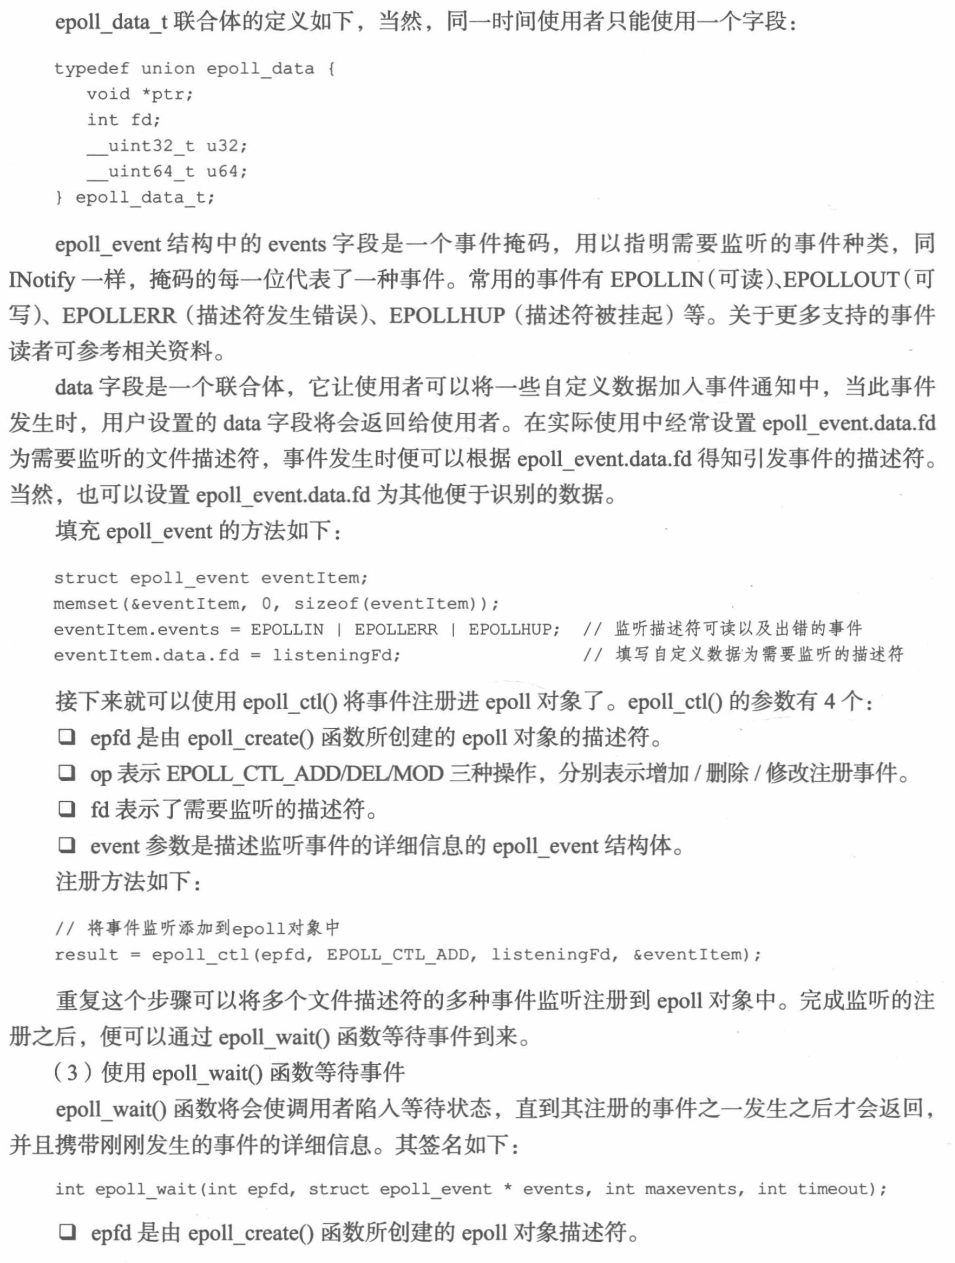 epoll_data_t 联合体的定义如下，当然，同一时间使用者只能使用一个字段：
typedef union epoll_data {
void *ptr;
int fd;
__uint32_t u32;
__uint64_t u64;
} epoll_data_t;
epoll_event 结构中的 events 字段是一个事件掩码，用以指明需要监听的事件种类，同
INotify 一样，掩码的每一位代表了一种事件。常用的事件有 EPOLLIN（可读）、EPOLLOUT（可
写）、EPOLLERR（描述符发生错误）、EPOLLHUP（描述符被挂起）等。关于更多支持的事件
读者可参考相关资料。
data 字段是一个联合体，它让使用者可以将一些自定义数据加入事件通知中，当此事件
发生时，用户设置的 data 字段将会返回给使用者。在实际使用中经常设置 epoll_event.data.fd
为需要监听的文件描述符，事件发生时便可以根据 epoll_event.data.fd 得知引发事件的描述符。
当然，也可以设置 epoll_event.data.fd 为其他便于识别的数据。
填充 epoll_event 的方法如下：
struct epoll_event eventItem;
memset(&eventItem, 0, sizeof(eventItem));
eventItem.events = EPOLLIN | EPOLLERR | EPOLLHUP; // 监听描述符可读以及出错的事件
eventItem.data.fd = listeningFd; // 填写自定义数据为需要监听的描述符
接下来就可以使用 epoll_ctl() 将事件注册进 epoll 对象了。epoll_ctl() 的参数有 4 个：
❑ epfd 是由 epoll_create() 函数所创建的 epoll 对象的描述符。
❑ op 表示 EPOLL_CTL_ADD/DEL/MOD 三种操作，分别表示增加 / 删除 / 修改注册事件。
❑ fd 表示了需要监听的描述符。
❑ event 参数是描述监听事件的详细信息的 epoll_event 结构体。
注册方法如下：
// 将事件监听添加到epoll对象中
result = epoll_ctl(epfd, EPOLL_CTL_ADD, listeningFd, &eventItem);
重复这个步骤可以将多个文件描述符的多种事件监听注册到 epoll 对象中。完成监听的注
册之后，便可以通过 epoll_wait() 函数等待事件到来。
（3）使用 epoll_wait() 函数等待事件
epoll_wait() 函数将会使调用者陷入等待状态，直到其注册的事件之一发生之后才会返回，
并且携带刚刚发生的事件的详细信息。其签名如下：
int epoll_wait(int epfd, struct epoll_event * events, int maxevents, int timeout);
❑ epfd 是由 epoll_create() 函数所创建的 epoll 对象描述符。